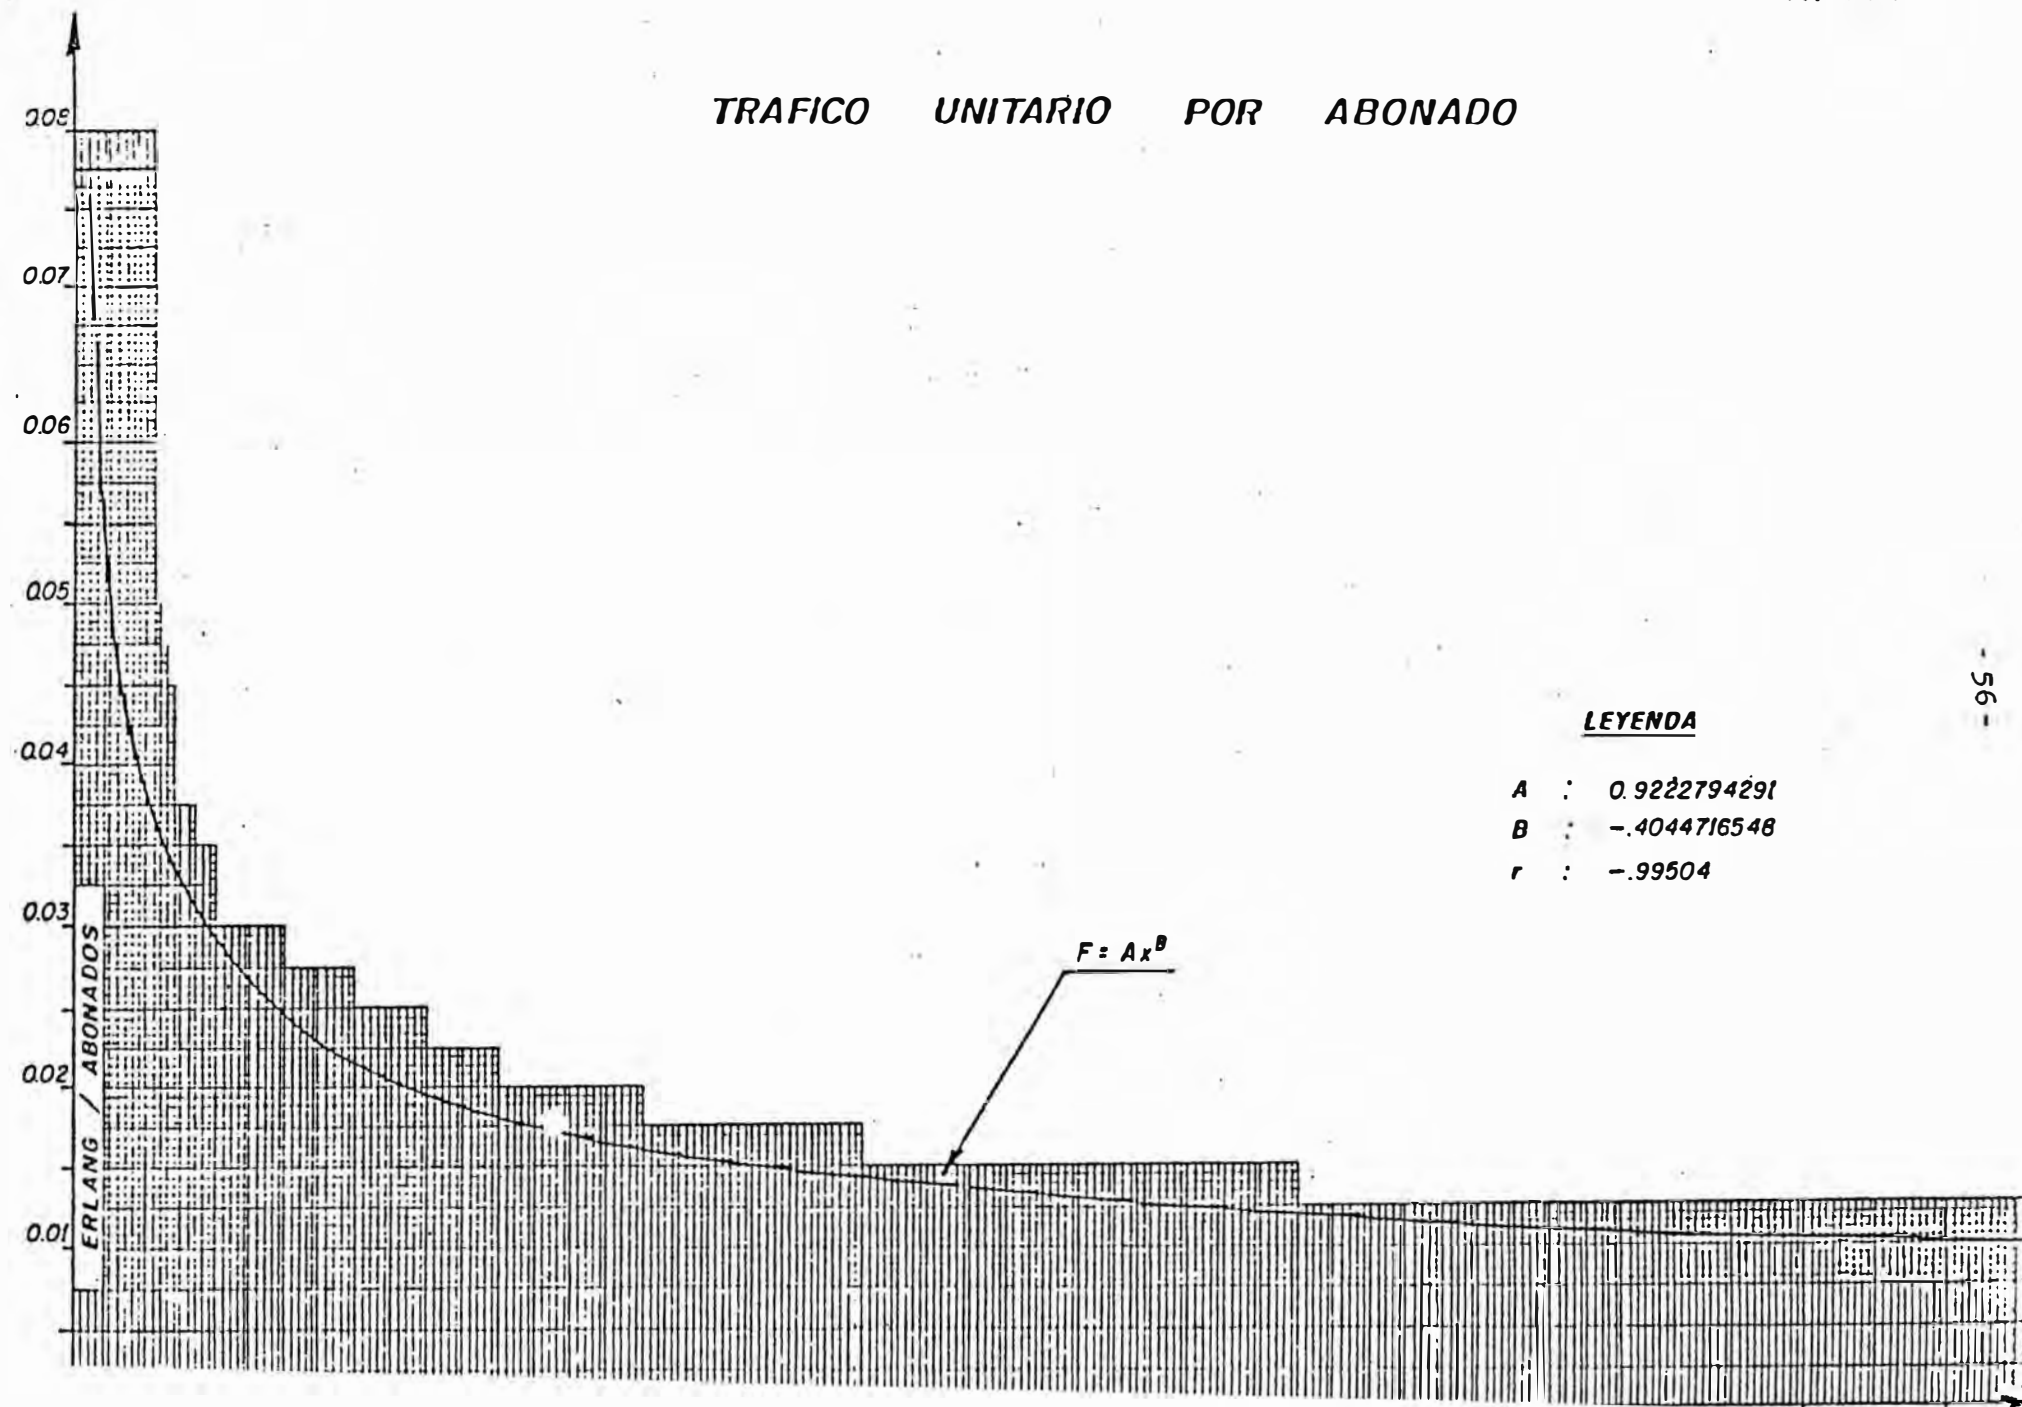 TRAFICO UNITARIO POR ABONADO
0.08
0.07
0.06
0.05
0.04
0.03
0.02
0.01
ERLANG / ABONADOS
F = Ax^B
LEYENDA
A : 0.9222794291
B : -.4044716548
r : -.99504
- 56 -